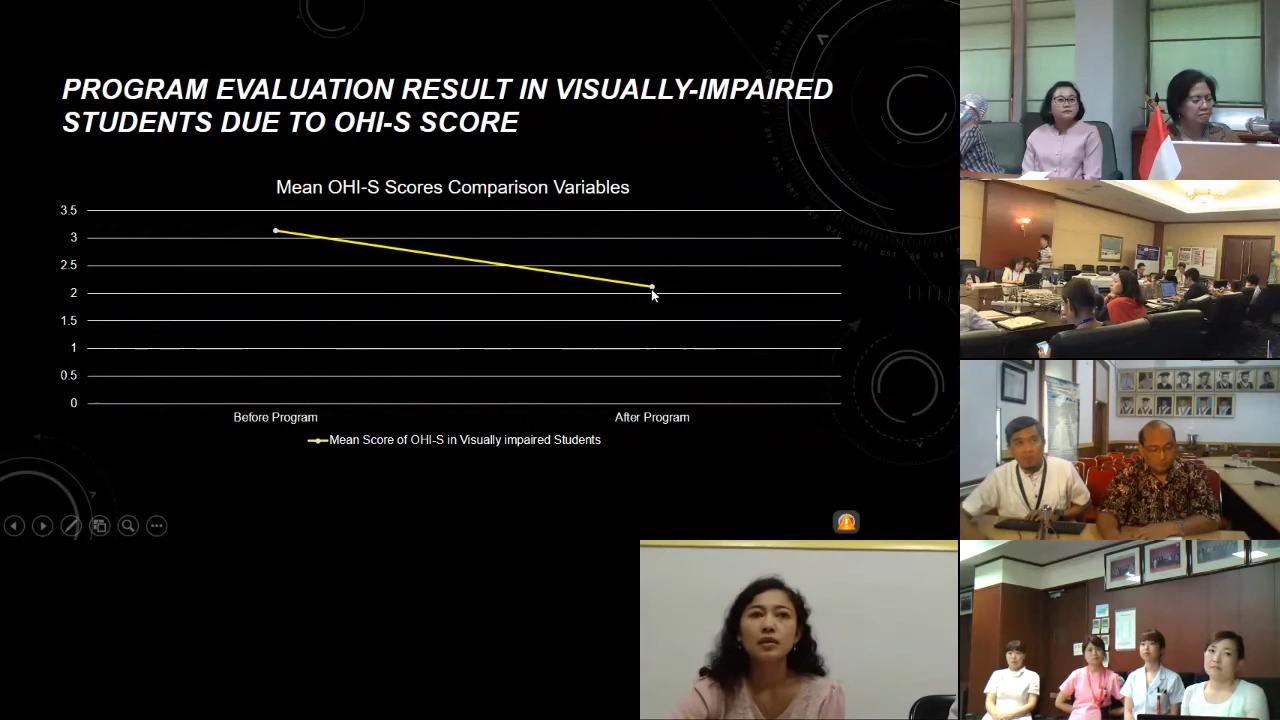 PROGRAM EVALUATION RESULT IN VISUALLY-IMPAIRED
STUDENTS DUE TO OHI-S SCORE
Mean OHI-S Scores Comparison Variables
3.5
3
2.5
2
1.5
1
0.5
0
Before Program
After Program
Mean Score of OHI-S in Visually impaired Students